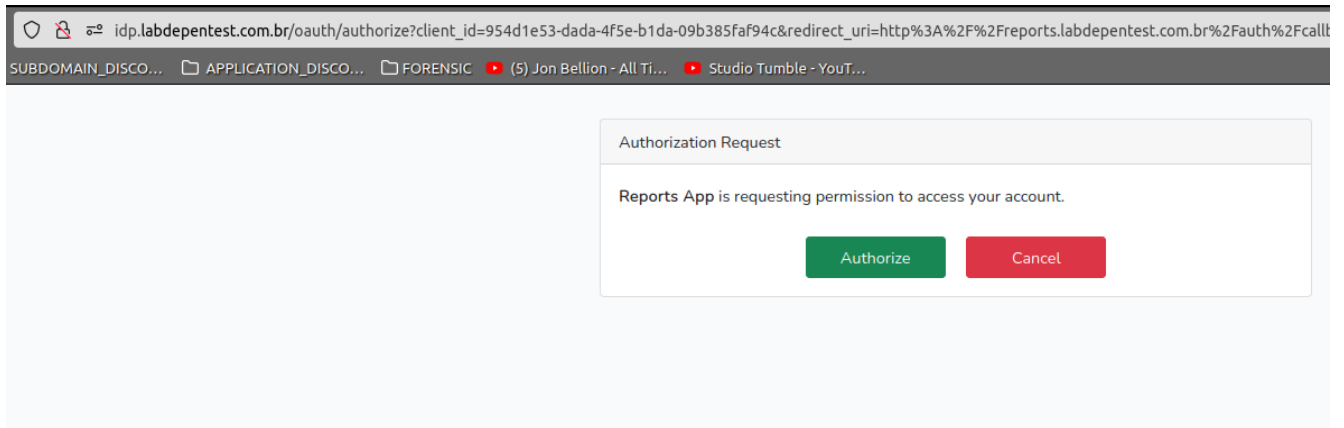 idp.labdepentest.com.br/oauth/authorize?client_id=954d1e53-dada-4f5e-b1da-09b385faf94c&redirect_uri=http%3A%2F%2Freports.labdepentest.com.br%2Fauth%2Fcallb
SUBDOMAIN_DISCO... APPLICATION_DISCO... FORENSIC (5) Jon Bellion - All Ti... Studio Tumble - YouT...
Authorization Request
Reports App is requesting permission to access your account.
Authorize Cancel